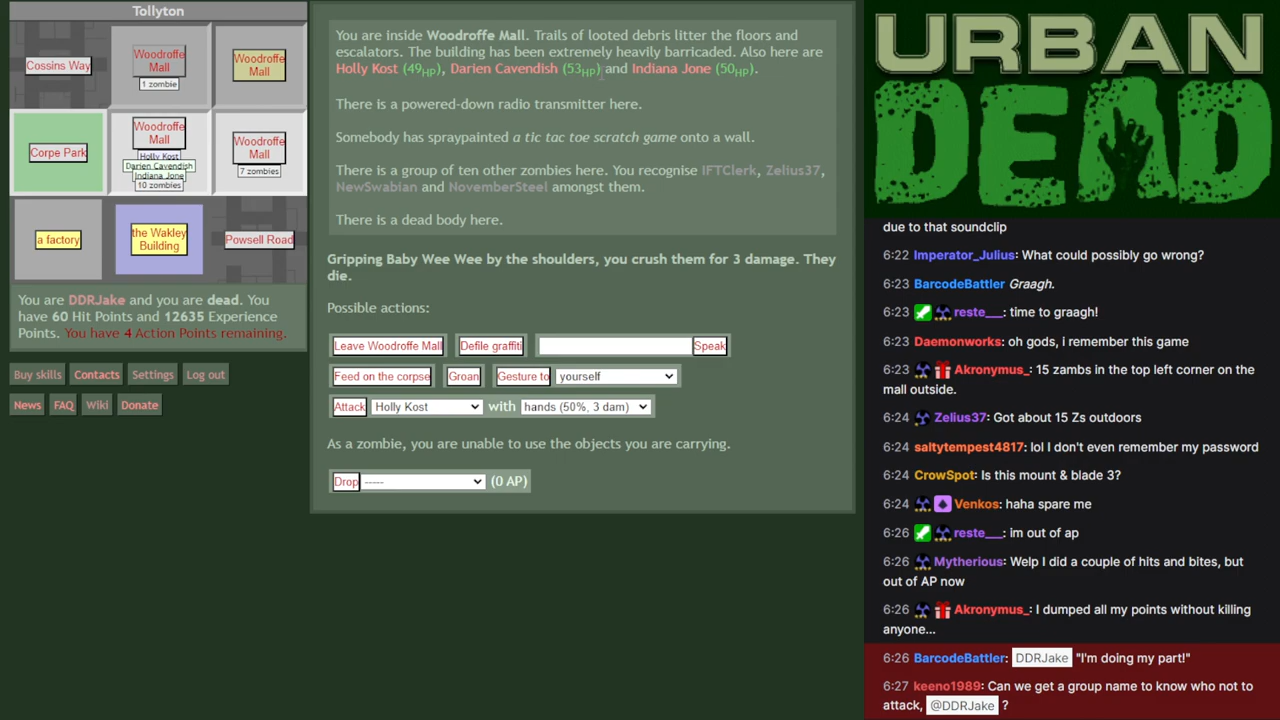 Tollyton
Cossins Way
Woodroffe
Mall
1 zombie
Woodroffe
Mall
Corpe Park
Woodroffe
Mall
Holly Kost
Darien Cavendish
Indiana Jone
10 zombies
Woodroffe
Mall
7 zombies
a factory
the Wakley
Building
Powsell Road
You are DDRJake and you are dead. You
have 60 Hit Points and 12635 Experience
Points. You have 4 Action Points remaining.
Buy skills
Contacts
Settings
Log out
News
FAQ
Wiki
Donate
You are inside Woodroffe Mall. Trails of looted debris litter the floors and
escalators. The building has been extremely heavily barricaded. Also here are
Holly Kost (49HP), Darien Cavendish (53HP) and Indiana Jone (50HP).
There is a powered-down radio transmitter here.
Somebody has spraypainted a tic tac toe scratch game onto a wall.
There is a group of ten other zombies here. You recognise IFTClerk, Zelius37,
NewSwabian and NovemberSteel amongst them.
There is a dead body here.
Gripping Baby Wee Wee by the shoulders, you crush them for 3 damage. They
die.
Possible actions:
Leave Woodroffe Mall
Defile graffiti
Speak
Feed on the corpse
Groan
Gesture to
yourself
Attack
Holly Kost
with
hands (50%, 3 dam)
As a zombie, you are unable to use the objects you are carrying.
Drop
-----
(0 AP)
URBAN
DEAD
due to that soundclip
6:22 Imperator_Julius: What could possibly go wrong?
6:23 BarcodeBattler Graagh.
6:23 reste___: time to graagh!
6:23 Daemonworks: oh gods, i remember this game
6:23 Akronymus_: 15 zambs in the top left corner on the
mall outside.
6:24 Zelius37: Got about 15 Zs outdoors
6:24 saltytempest4817: lol I don't even remember my password
6:24 CrowSpot: Is this mount & blade 3?
6:24 Venkos: haha spare me
6:26 reste___: im out of ap
6:26 Mytherious: Welp I did a couple of hits and bites, but
out of AP now
6:26 Akronymus_: I dumped all my points without killing
anyone...
6:26 BarcodeBattler: DDRJake "I'm doing my part!"
6:27 keeno1989: Can we get a group name to know who not to
attack, @DDRJake ?